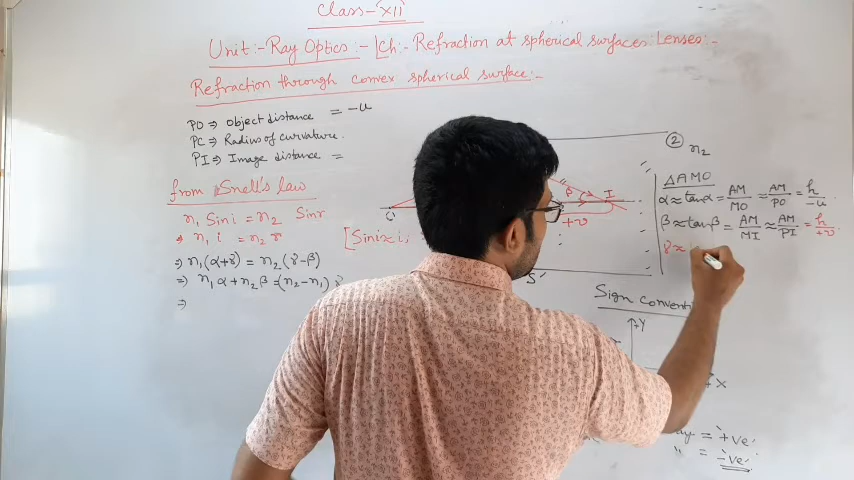 Class-XII
Unit:- Ray Optics :- [Ch:- Refraction at spherical surfaces Lenses:-
Refraction through convex spherical surface:-
PO ⇒ Object distance = -u
PC ⇒ Radius of curvature.
PI ⇒ Image distance =
from Snell's law
n₁ Sin i = n₂ Sin r
⇒ n₁ i = n₂ r
[Sin i ≈ i,
⇒ n₁(α+γ) = n₂(γ-β)
⇒ n₁α + n₂β = (n₂-n₁) γ
⇒
O
β
I
+v
S'
② n₂
ΔAMO
α ≈ tanα = AM/MO ≈ AM/PO = h/-u
β ≈ tanβ = AM/MI ≈ AM/PI = h/+v
γ ≈
Sign conventi
↑Y
X
= +ve
" = -ve